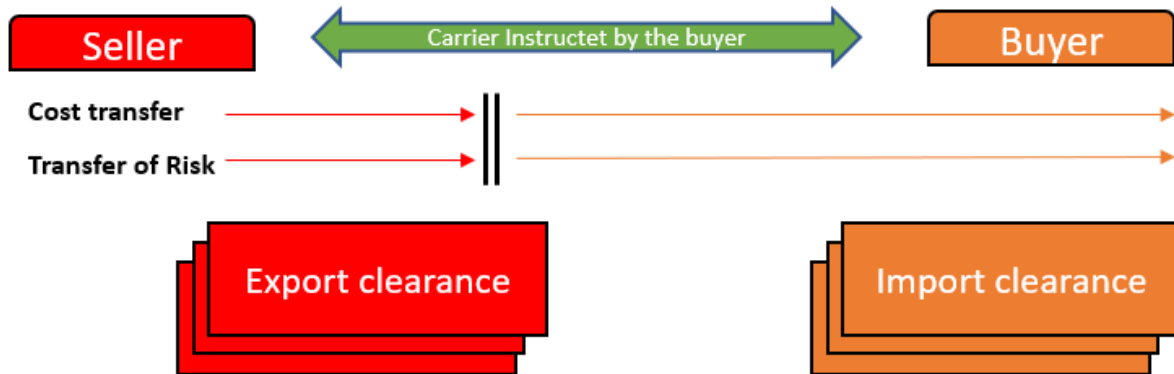 Seller
Carrier Instructet by the buyer
Buyer
Cost transfer
Transfer of Risk
Export clearance
Import clearance